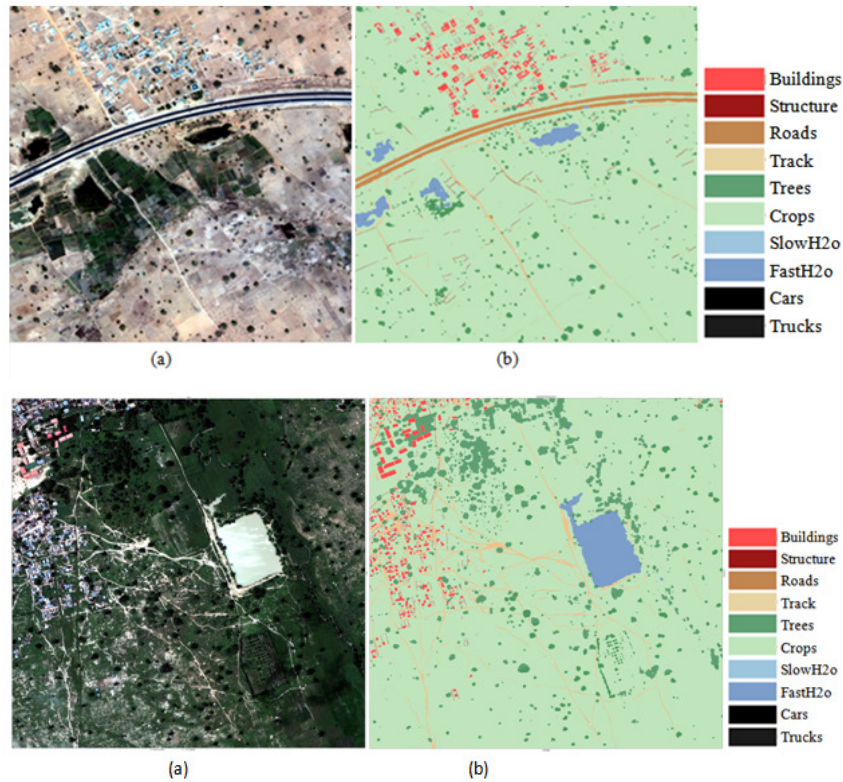 Buildings
Structure
Roads
Track
Trees
Crops
SlowH2o
FastH2o
Cars
Trucks
(a)
(b)
Buildings
Structure
Roads
Track
Trees
Crops
SlowH2o
FastH2o
Cars
Trucks
(a)
(b)